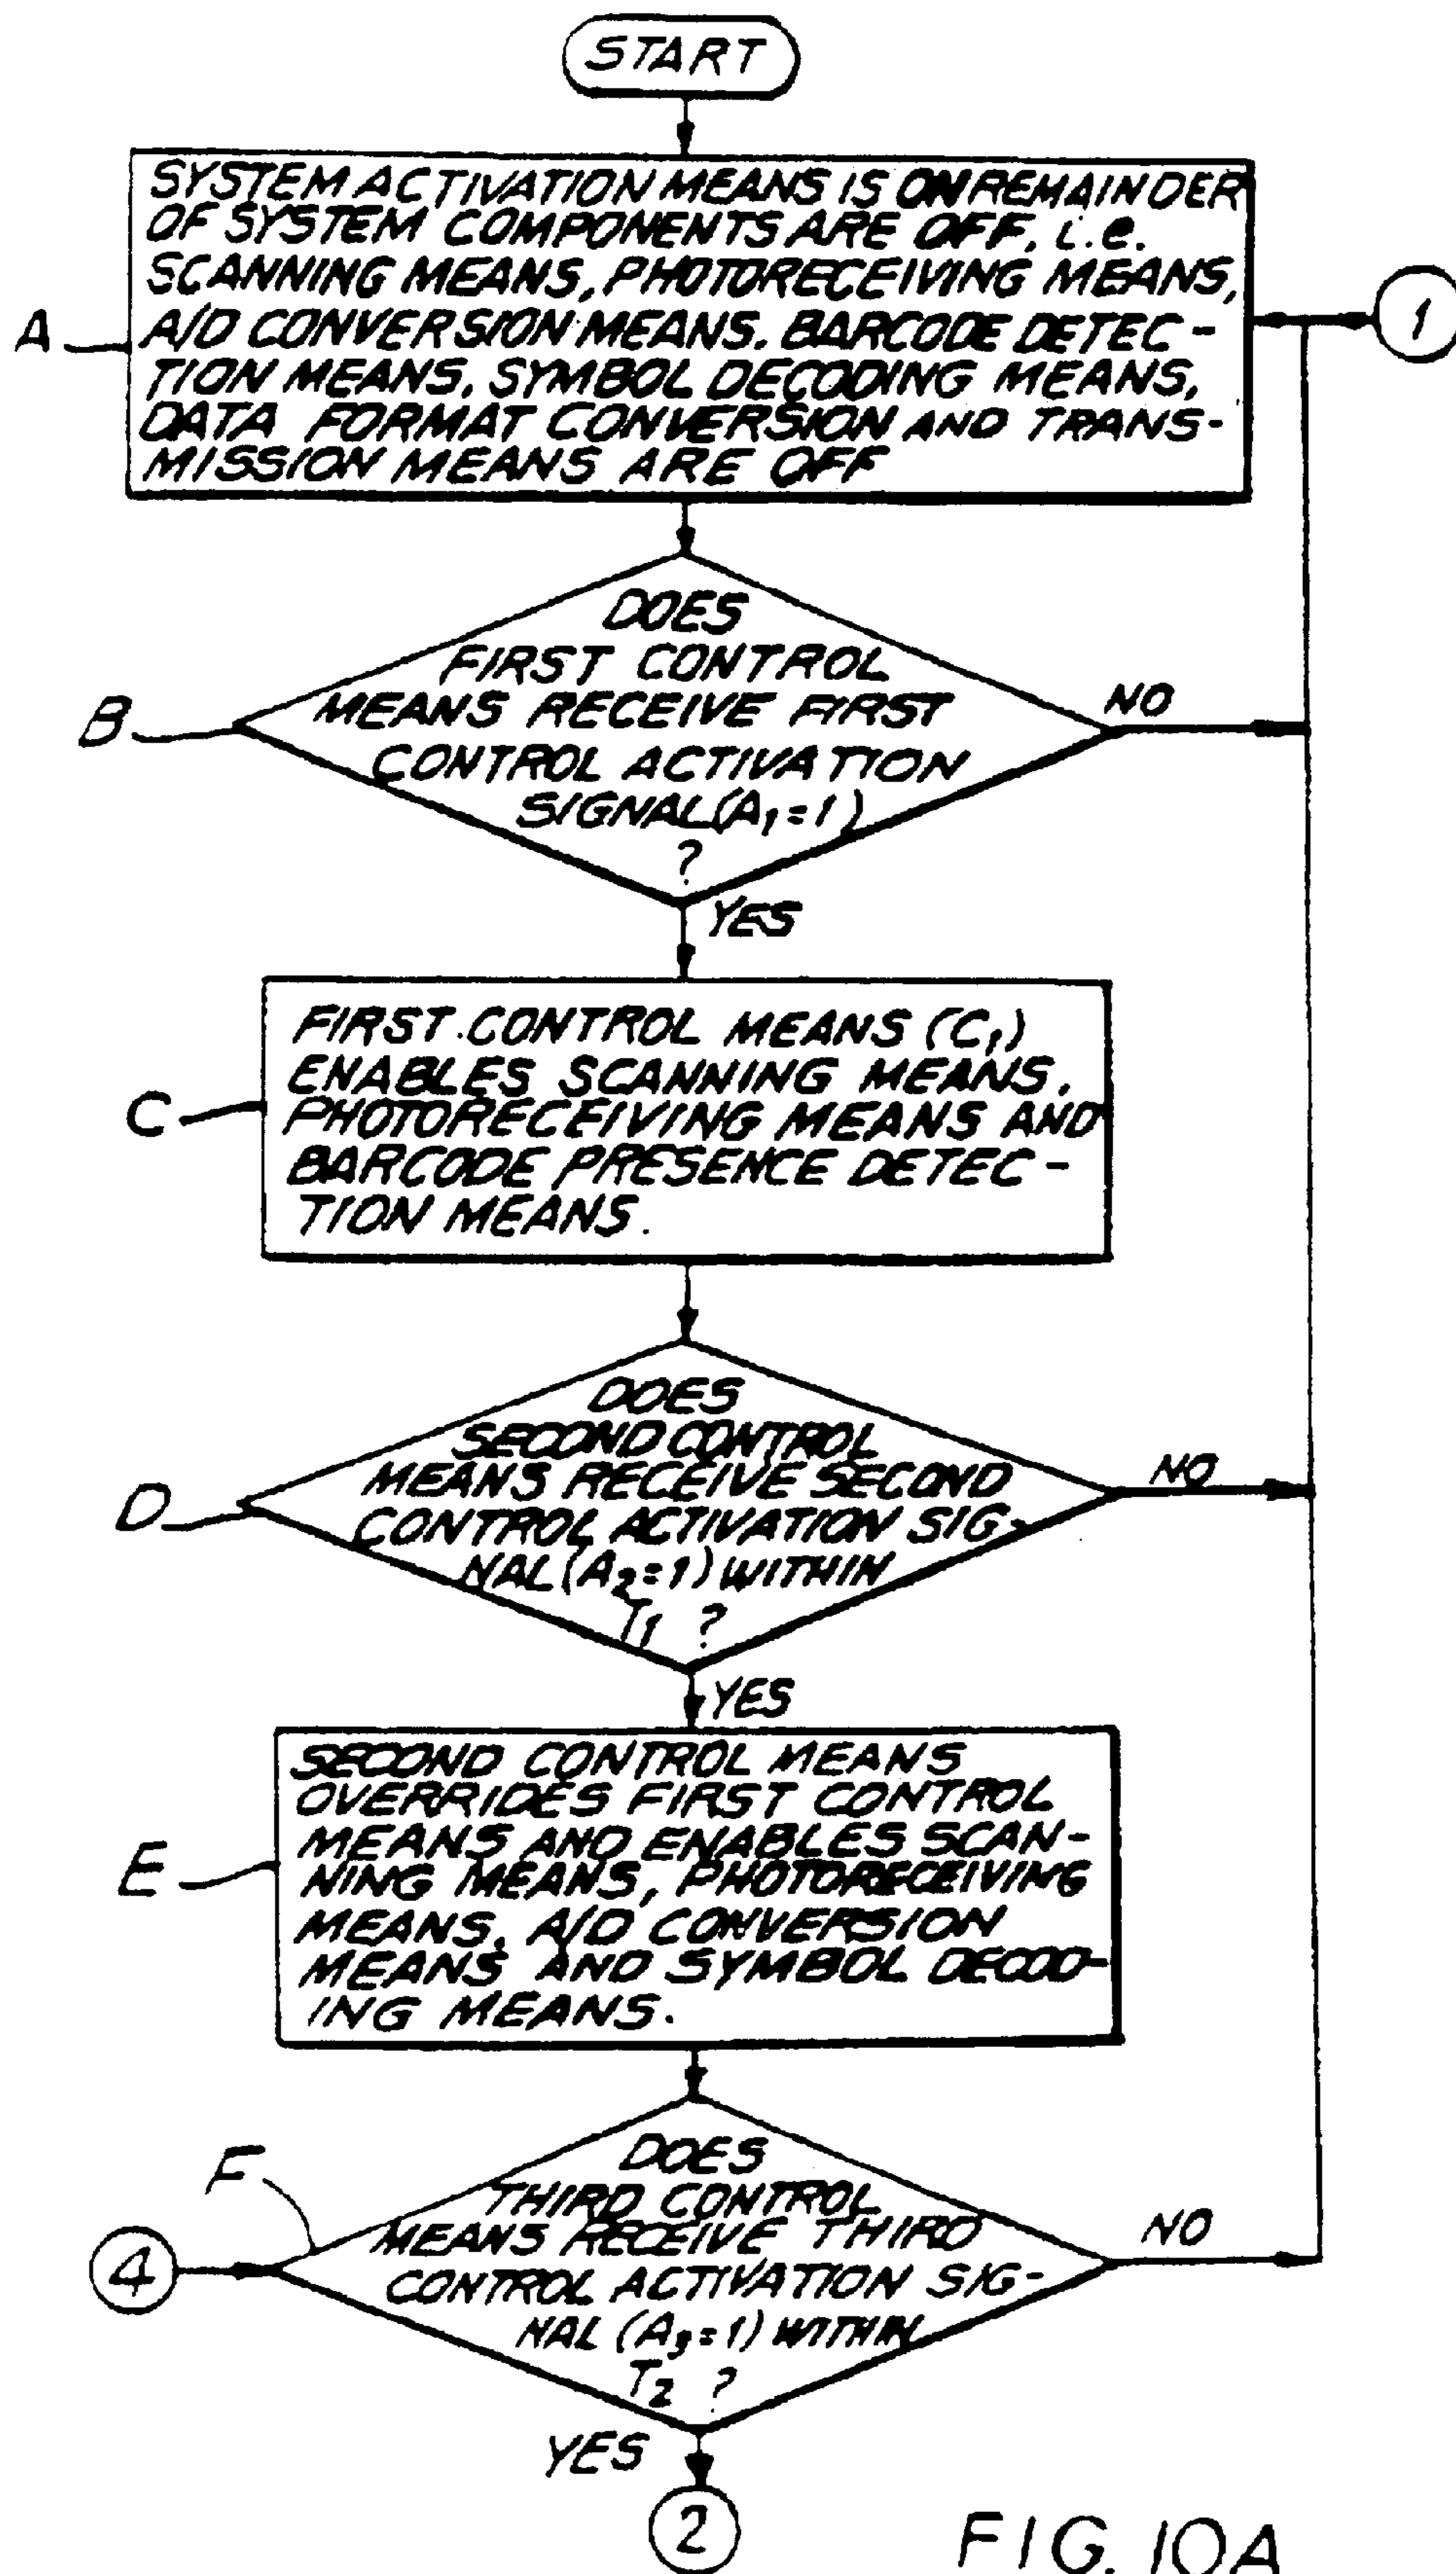 START
SYSTEM ACTIVATION MEANS IS ON REMAINDER
OF SYSTEM COMPONENTS ARE OFF, i.e.
SCANNING MEANS, PHOTORECEIVING MEANS,
A/D CONVERSION MEANS. BARCODE DETEC-
TION MEANS, SYMBOL DECODING MEANS,
DATA FORMAT CONVERSION AND TRANS-
MISSION MEANS ARE OFF
A
1
DOES
FIRST CONTROL
MEANS RECEIVE FIRST
CONTROL ACTIVATION
SIGNAL (A₁=1)
?
B
NO
YES
FIRST CONTROL MEANS (C₁)
ENABLES SCANNING MEANS,
PHOTORECEIVING MEANS AND
BARCODE PRESENCE DETEC-
TION MEANS.
C
DOES
SECOND CONTROL
MEANS RECEIVE SECOND
CONTROL ACTIVATION SIG-
NAL (A₂=1) WITHIN
T₁ ?
D
NO
YES
SECOND CONTROL MEANS
OVERRIDES FIRST CONTROL
MEANS AND ENABLES SCAN-
NING MEANS, PHOTORECEIVING
MEANS, A/D CONVERSION
MEANS AND SYMBOL DECOD-
ING MEANS.
E
F
DOES
THIRD CONTROL
MEANS RECEIVE THIRD
CONTROL ACTIVATION SIG-
NAL (A₃=1) WITHIN
T₂ ?
4
NO
YES
2
FIG. 10A